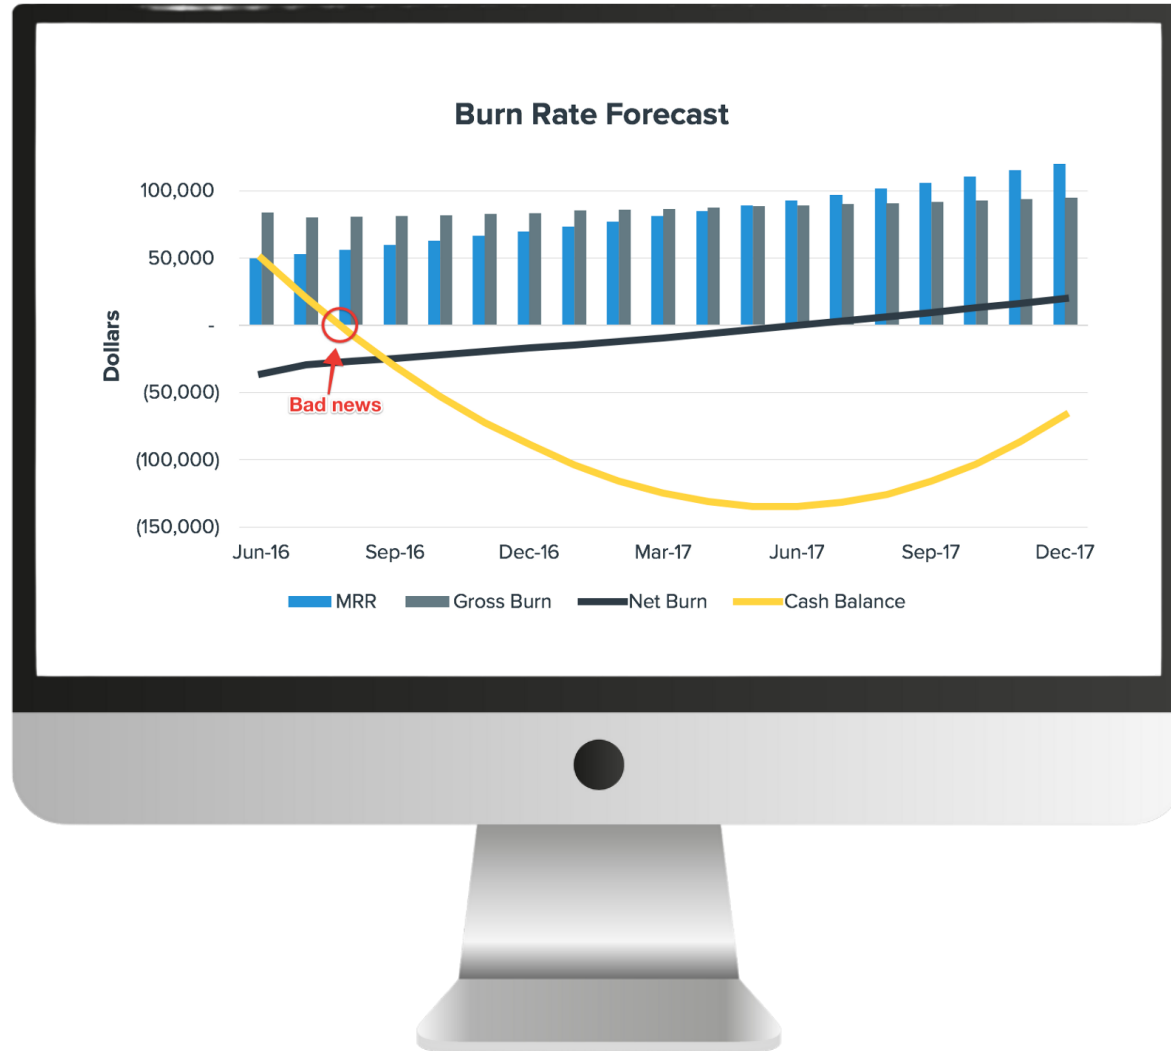 Burn Rate Forecast
100,000
50,000
-
(50,000)
(100,000)
(150,000)
Dollars
Bad news
Jun-16 Sep-16 Dec-16 Mar-17 Jun-17 Sep-17 Dec-17
MRR Gross Burn Net Burn Cash Balance